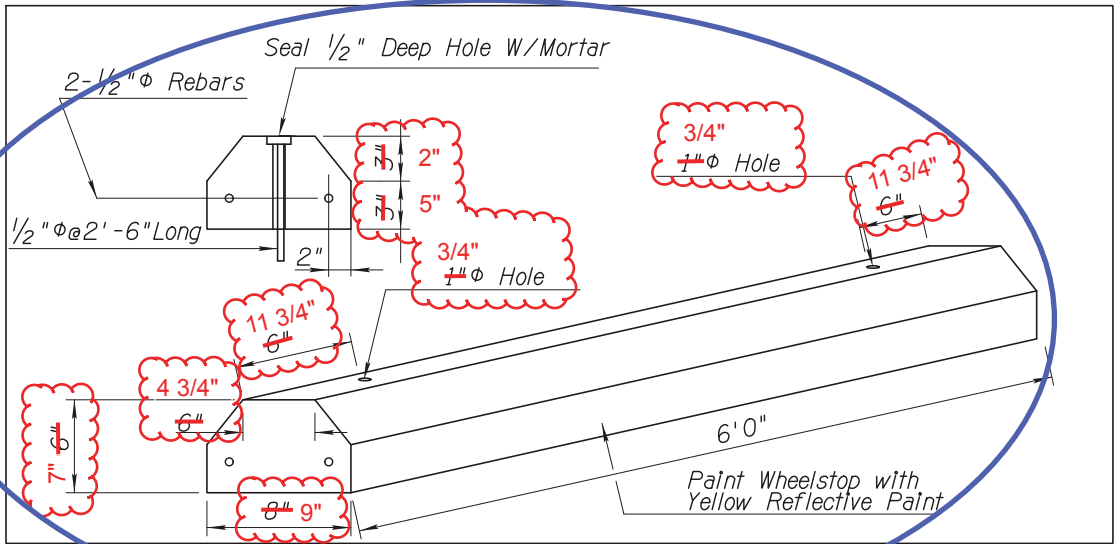 Seal 1/2" Deep Hole W/Mortar
2-1/2"Φ Rebars
3" 2"
3" 5"
1/2"Φ@2'-6"Long
2"
3/4"
1"Φ Hole
3/4"
1"Φ Hole
11 3/4"
6"
11 3/4"
6"
4 3/4"
6"
7" 6"
8" 9"
6'0"
Paint Wheelstop with
Yellow Reflective Paint